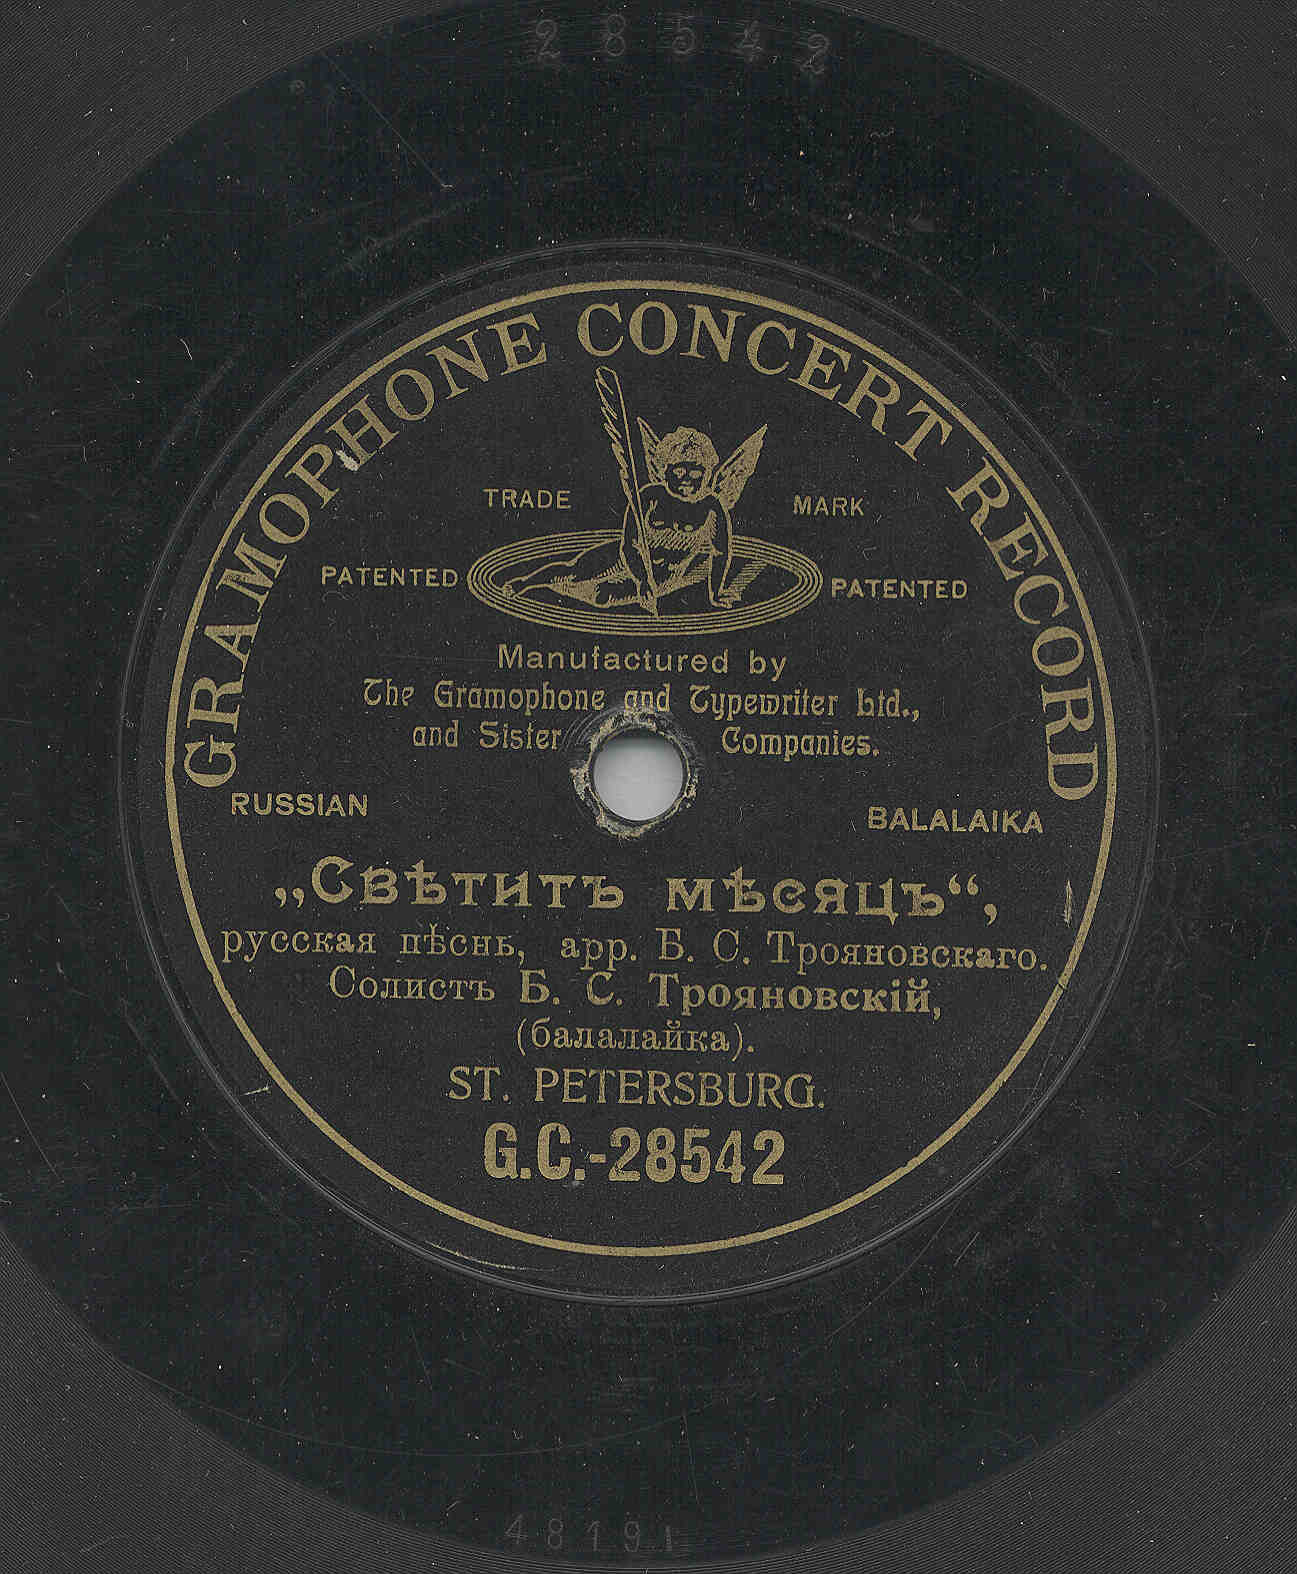 28542
GRAMOPHONE CONCERT RECORD
TRADE MARK
PATENTED PATENTED
Manufactured by
The Gramophone and Typewriter Ltd.,
and Sister Companies.
RUSSIAN BALALAIKA
„Свѣтитъ мѣсяцъ“,
русская пѣснь, арр. Б. С. Трояновскаго.
Солистъ Б. С. Трояновскій,
(балалайка).
ST. PETERSBURG.
G.C.-28542
48191